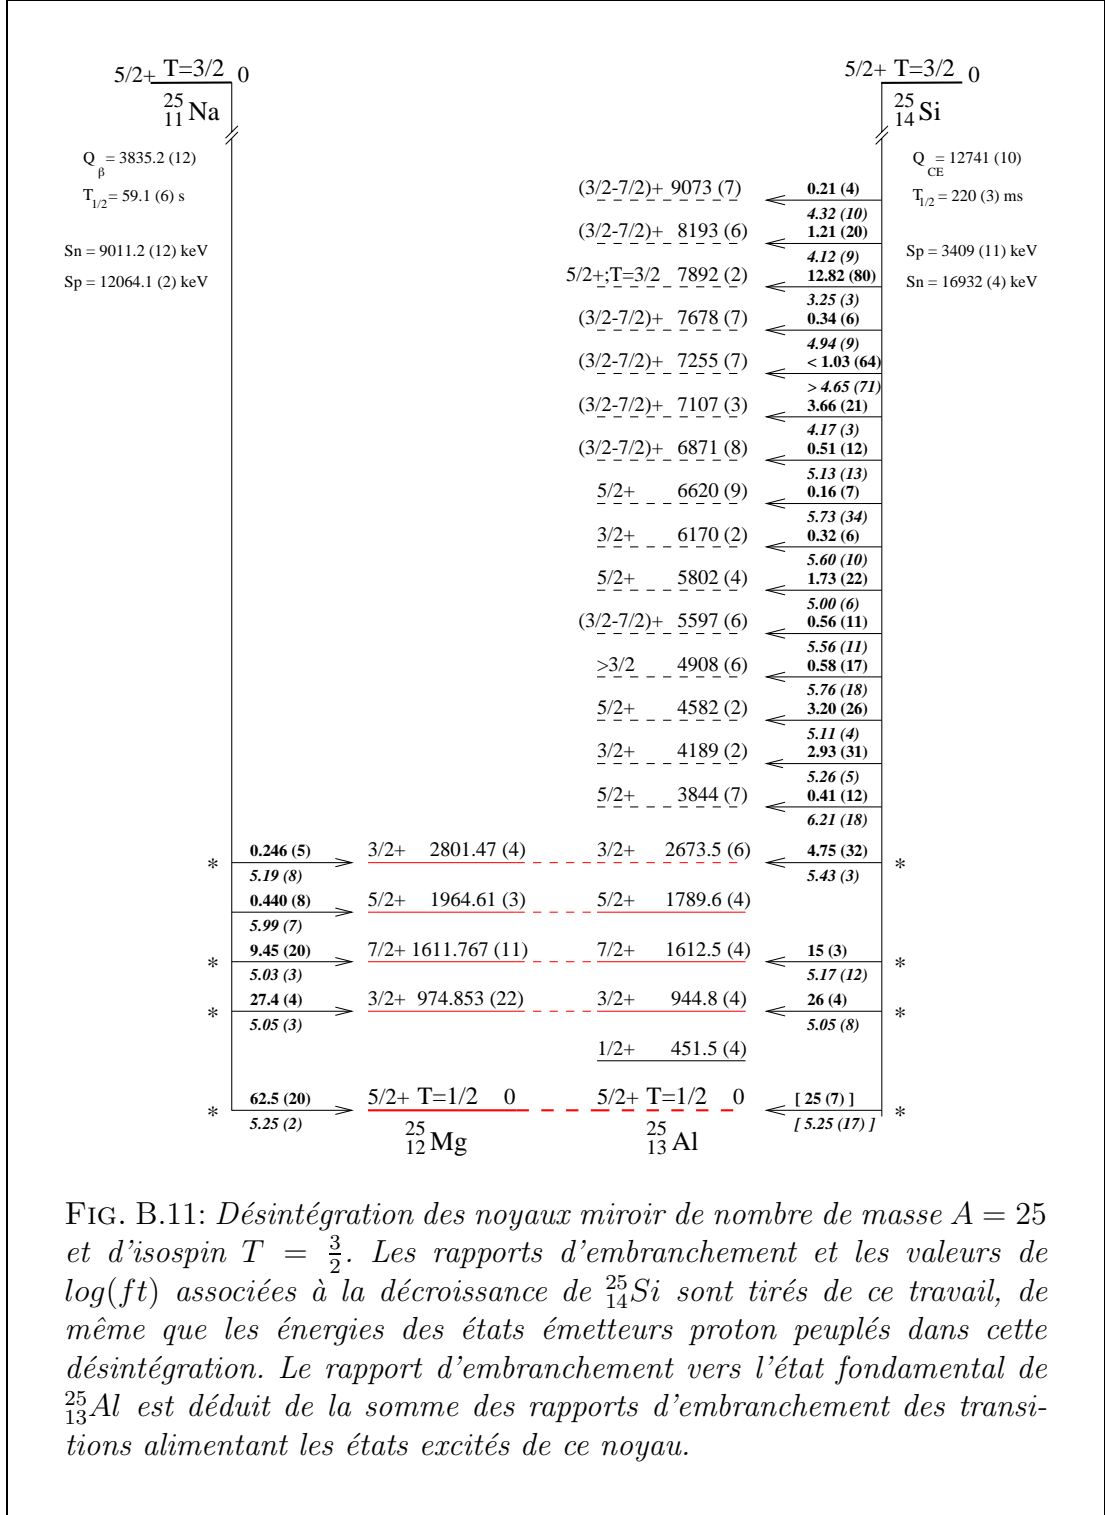 5/2+ T=3/2 0
5/2+ T=3/2 0
25 11 Na
25 14 Si
Qβ = 3835.2 (12)
T1/2 = 59.1 (6) s
Sn = 9011.2 (12) keV
Sp = 12064.1 (2) keV
QCE = 12741 (10)
T1/2 = 220 (3) ms
Sp = 3409 (11) keV
Sn = 16932 (4) keV
(3/2-7/2)+ 9073 (7) 0.21 (4)
4.32 (10)
(3/2-7/2)+ 8193 (6) 1.21 (20)
4.12 (9)
5/2+;T=3/2 7892 (2) 12.82 (80)
3.25 (3)
(3/2-7/2)+ 7678 (7) 0.34 (6)
4.94 (9)
(3/2-7/2)+ 7255 (7) < 1.03 (64)
> 4.65 (71)
(3/2-7/2)+ 7107 (3) 3.66 (21)
4.17 (3)
(3/2-7/2)+ 6871 (8) 0.51 (12)
5.13 (13)
5/2+ 6620 (9) 0.16 (7)
5.73 (34)
3/2+ 6170 (2) 0.32 (6)
5.60 (10)
5/2+ 5802 (4) 1.73 (22)
5.00 (6)
(3/2-7/2)+ 5597 (6) 0.56 (11)
5.56 (11)
>3/2 4908 (6) 0.58 (17)
5.76 (18)
5/2+ 4582 (2) 3.20 (26)
5.11 (4)
3/2+ 4189 (2) 2.93 (31)
5.26 (5)
5/2+ 3844 (7) 0.41 (12)
6.21 (18)
* 0.246 (5) 3/2+ 2801.47 (4) 3/2+ 2673.5 (6) 4.75 (32) *
5.19 (8) 5.43 (3)
0.440 (8) 5/2+ 1964.61 (3) 5/2+ 1789.6 (4)
5.99 (7)
* 9.45 (20) 7/2+ 1611.767 (11) 7/2+ 1612.5 (4) 15 (3) *
5.03 (3) 5.17 (12)
* 27.4 (4) 3/2+ 974.853 (22) 3/2+ 944.8 (4) 26 (4) *
5.05 (3) 5.05 (8)
1/2+ 451.5 (4)
* 62.5 (20) 5/2+ T=1/2 0 5/2+ T=1/2 0 [ 25 (7) ] *
5.25 (2) [ 5.25 (17) ]
25 12 Mg 25 13 Al
FIG. B.11: Désintégration des noyaux miroir de nombre de masse A = 25
et d'isospin T = 3/2. Les rapports d'embranchement et les valeurs de
log(ft) associées à la décroissance de 25 14 Si sont tirés de ce travail, de
même que les énergies des états émetteurs proton peuplés dans cette
désintégration. Le rapport d'embranchement vers l'état fondamental de
25 13 Al est déduit de la somme des rapports d'embranchement des transi-
tions alimentant les états excités de ce noyau.